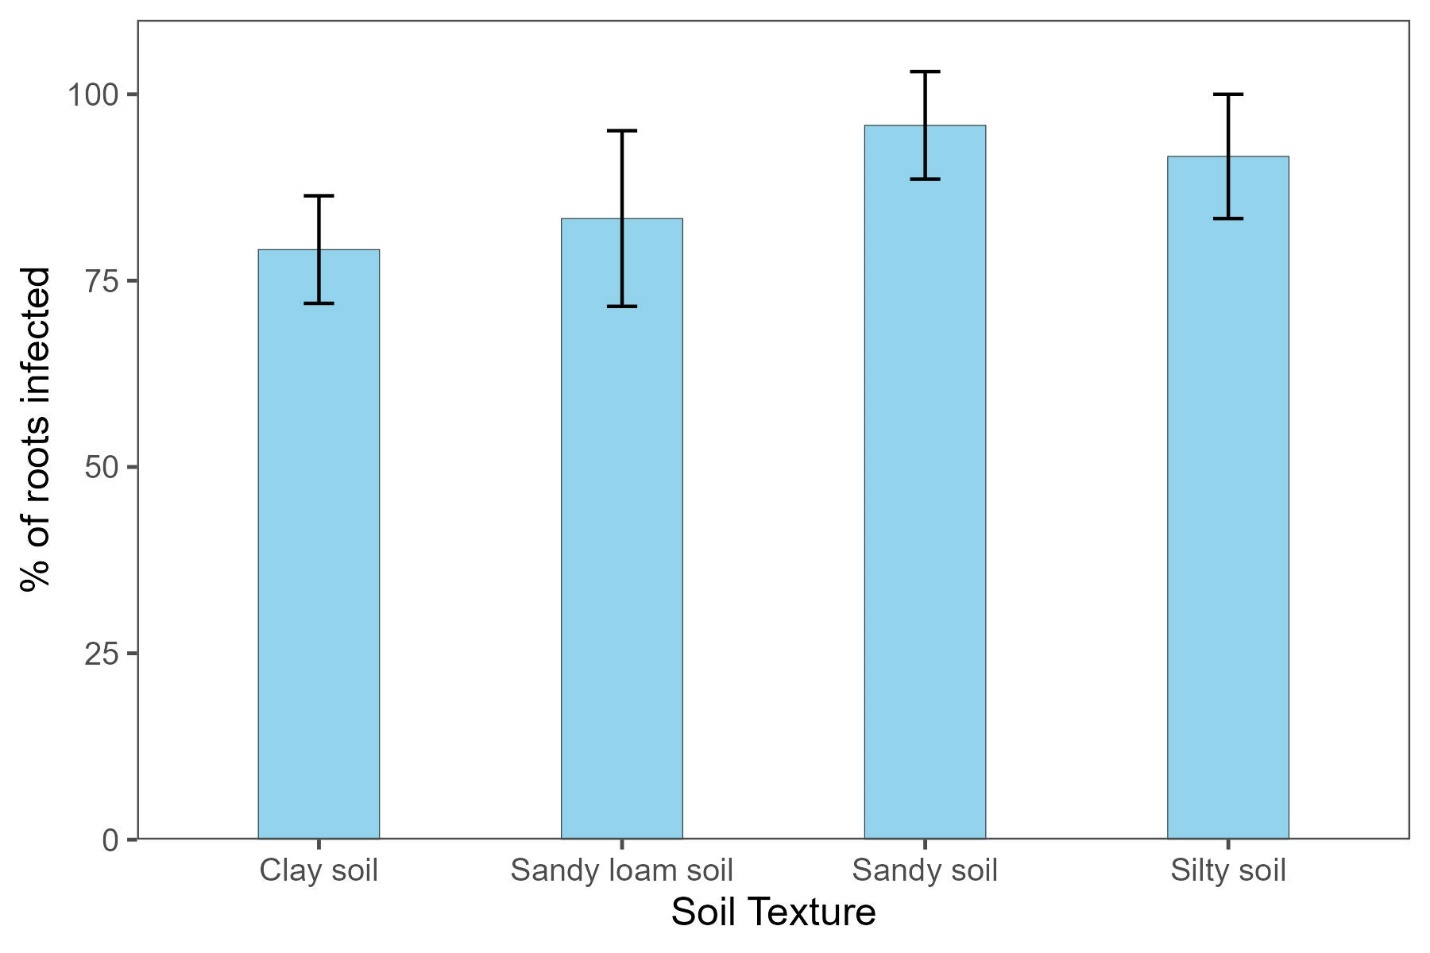 % of roots infected
100
75
50
25
0
Clay soil
Sandy loam soil
Sandy soil
Silty soil
Soil Texture